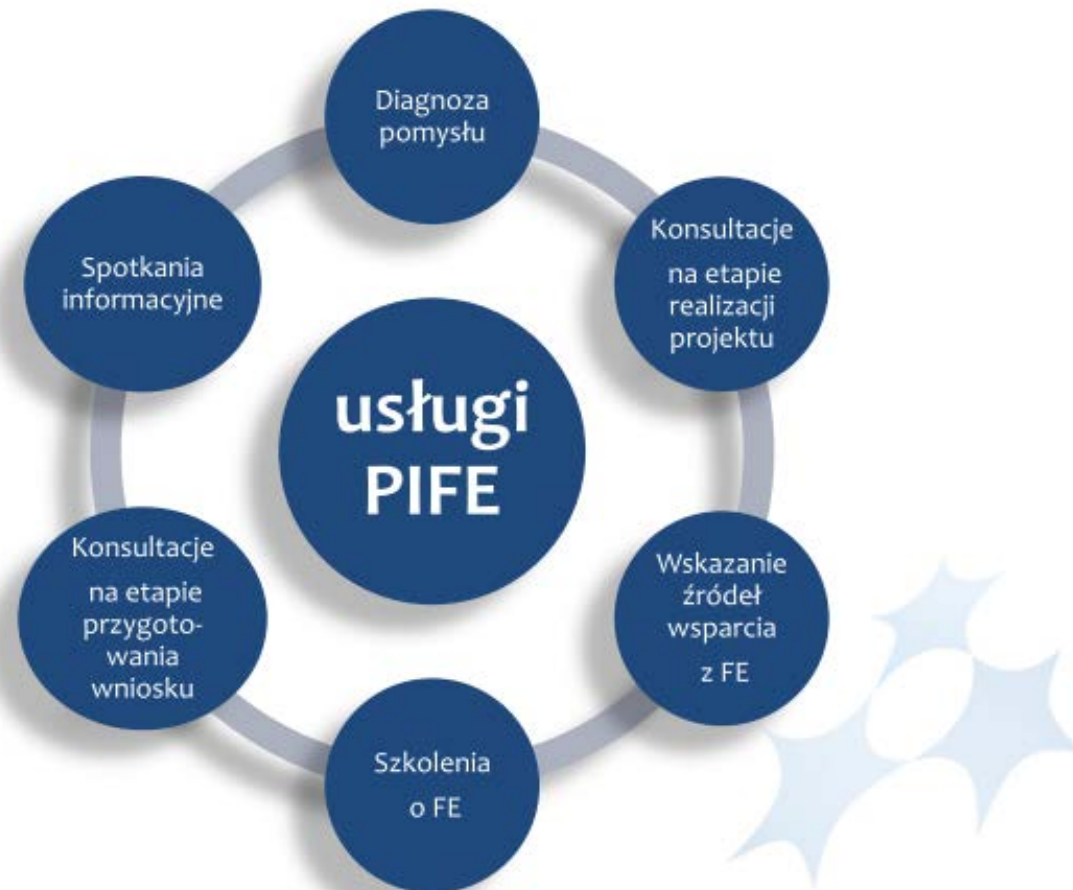 Diagnoza
pomysłu
Konsultacje
na etapie
realizacji
projektu
Spotkania
informacyjne
usługi
PIFE
Konsultacje
na etapie
przygoto-
wania
wniosku
Wskazanie
źródeł
wsparcia
z FE
Szkolenia
o FE